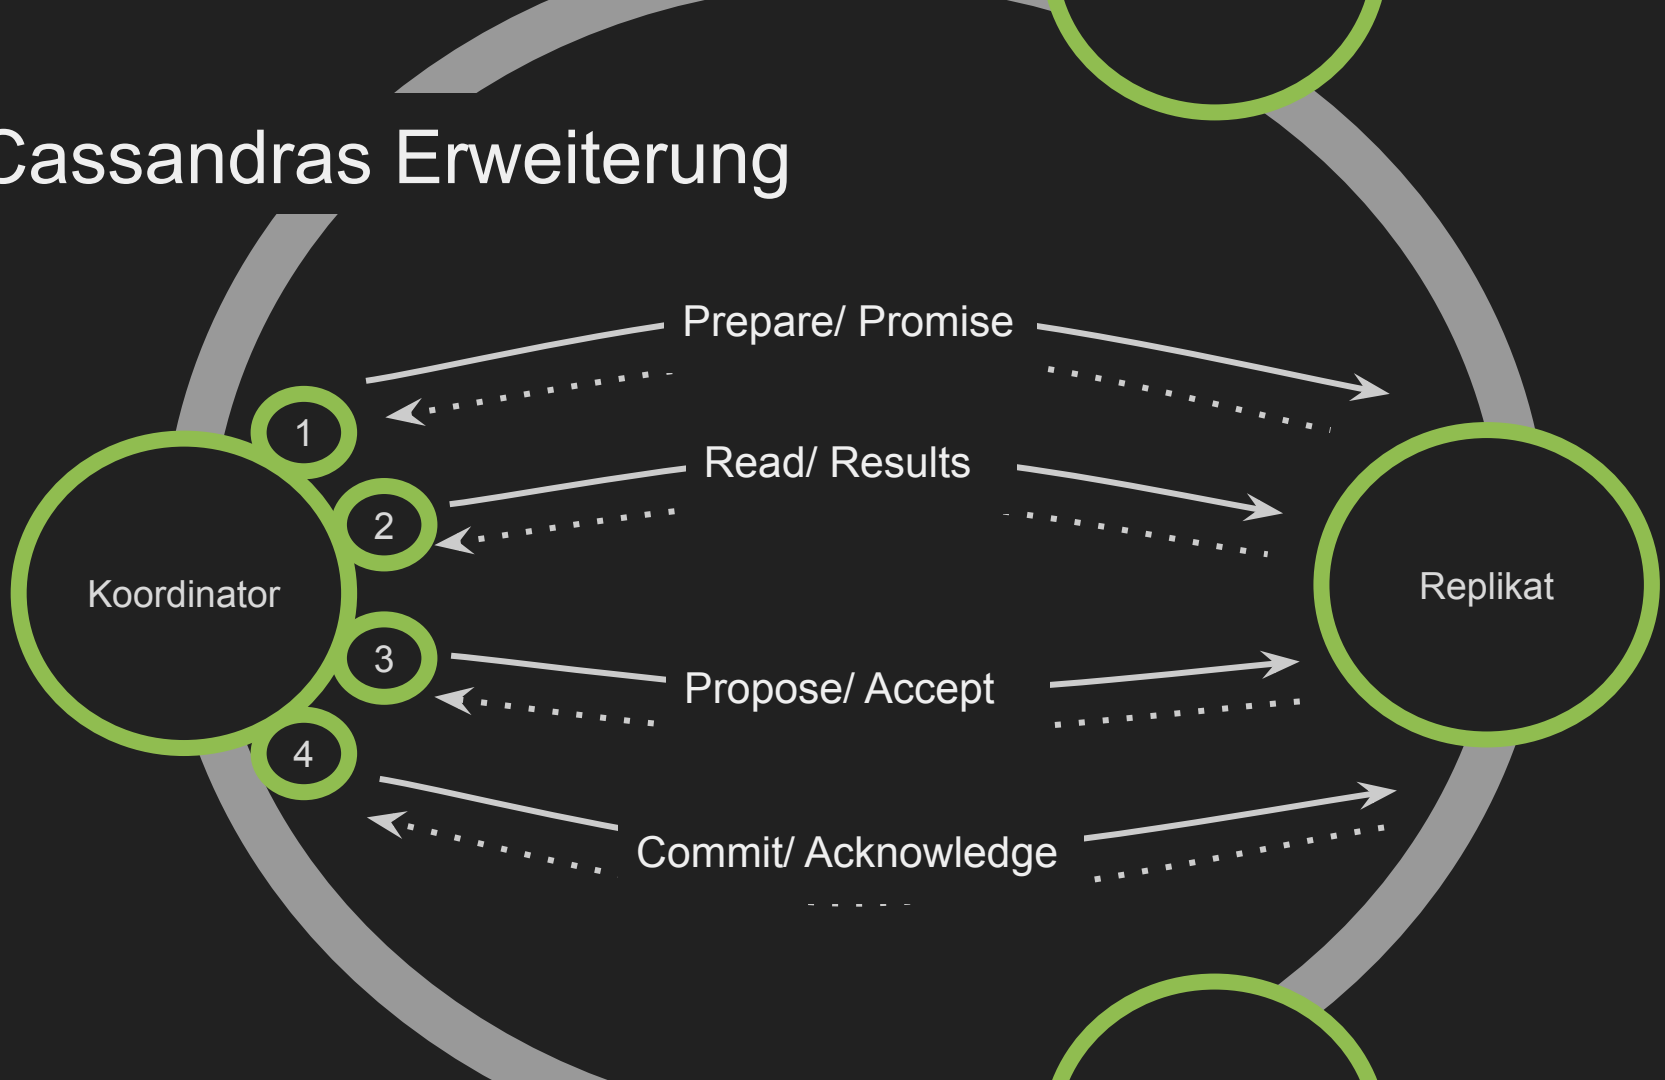 Cassandras Erweiterung
Prepare/ Promise
1
Read/ Results
2
Koordinator
Replikat
3
Propose/ Accept
4
Commit/ Acknowledge